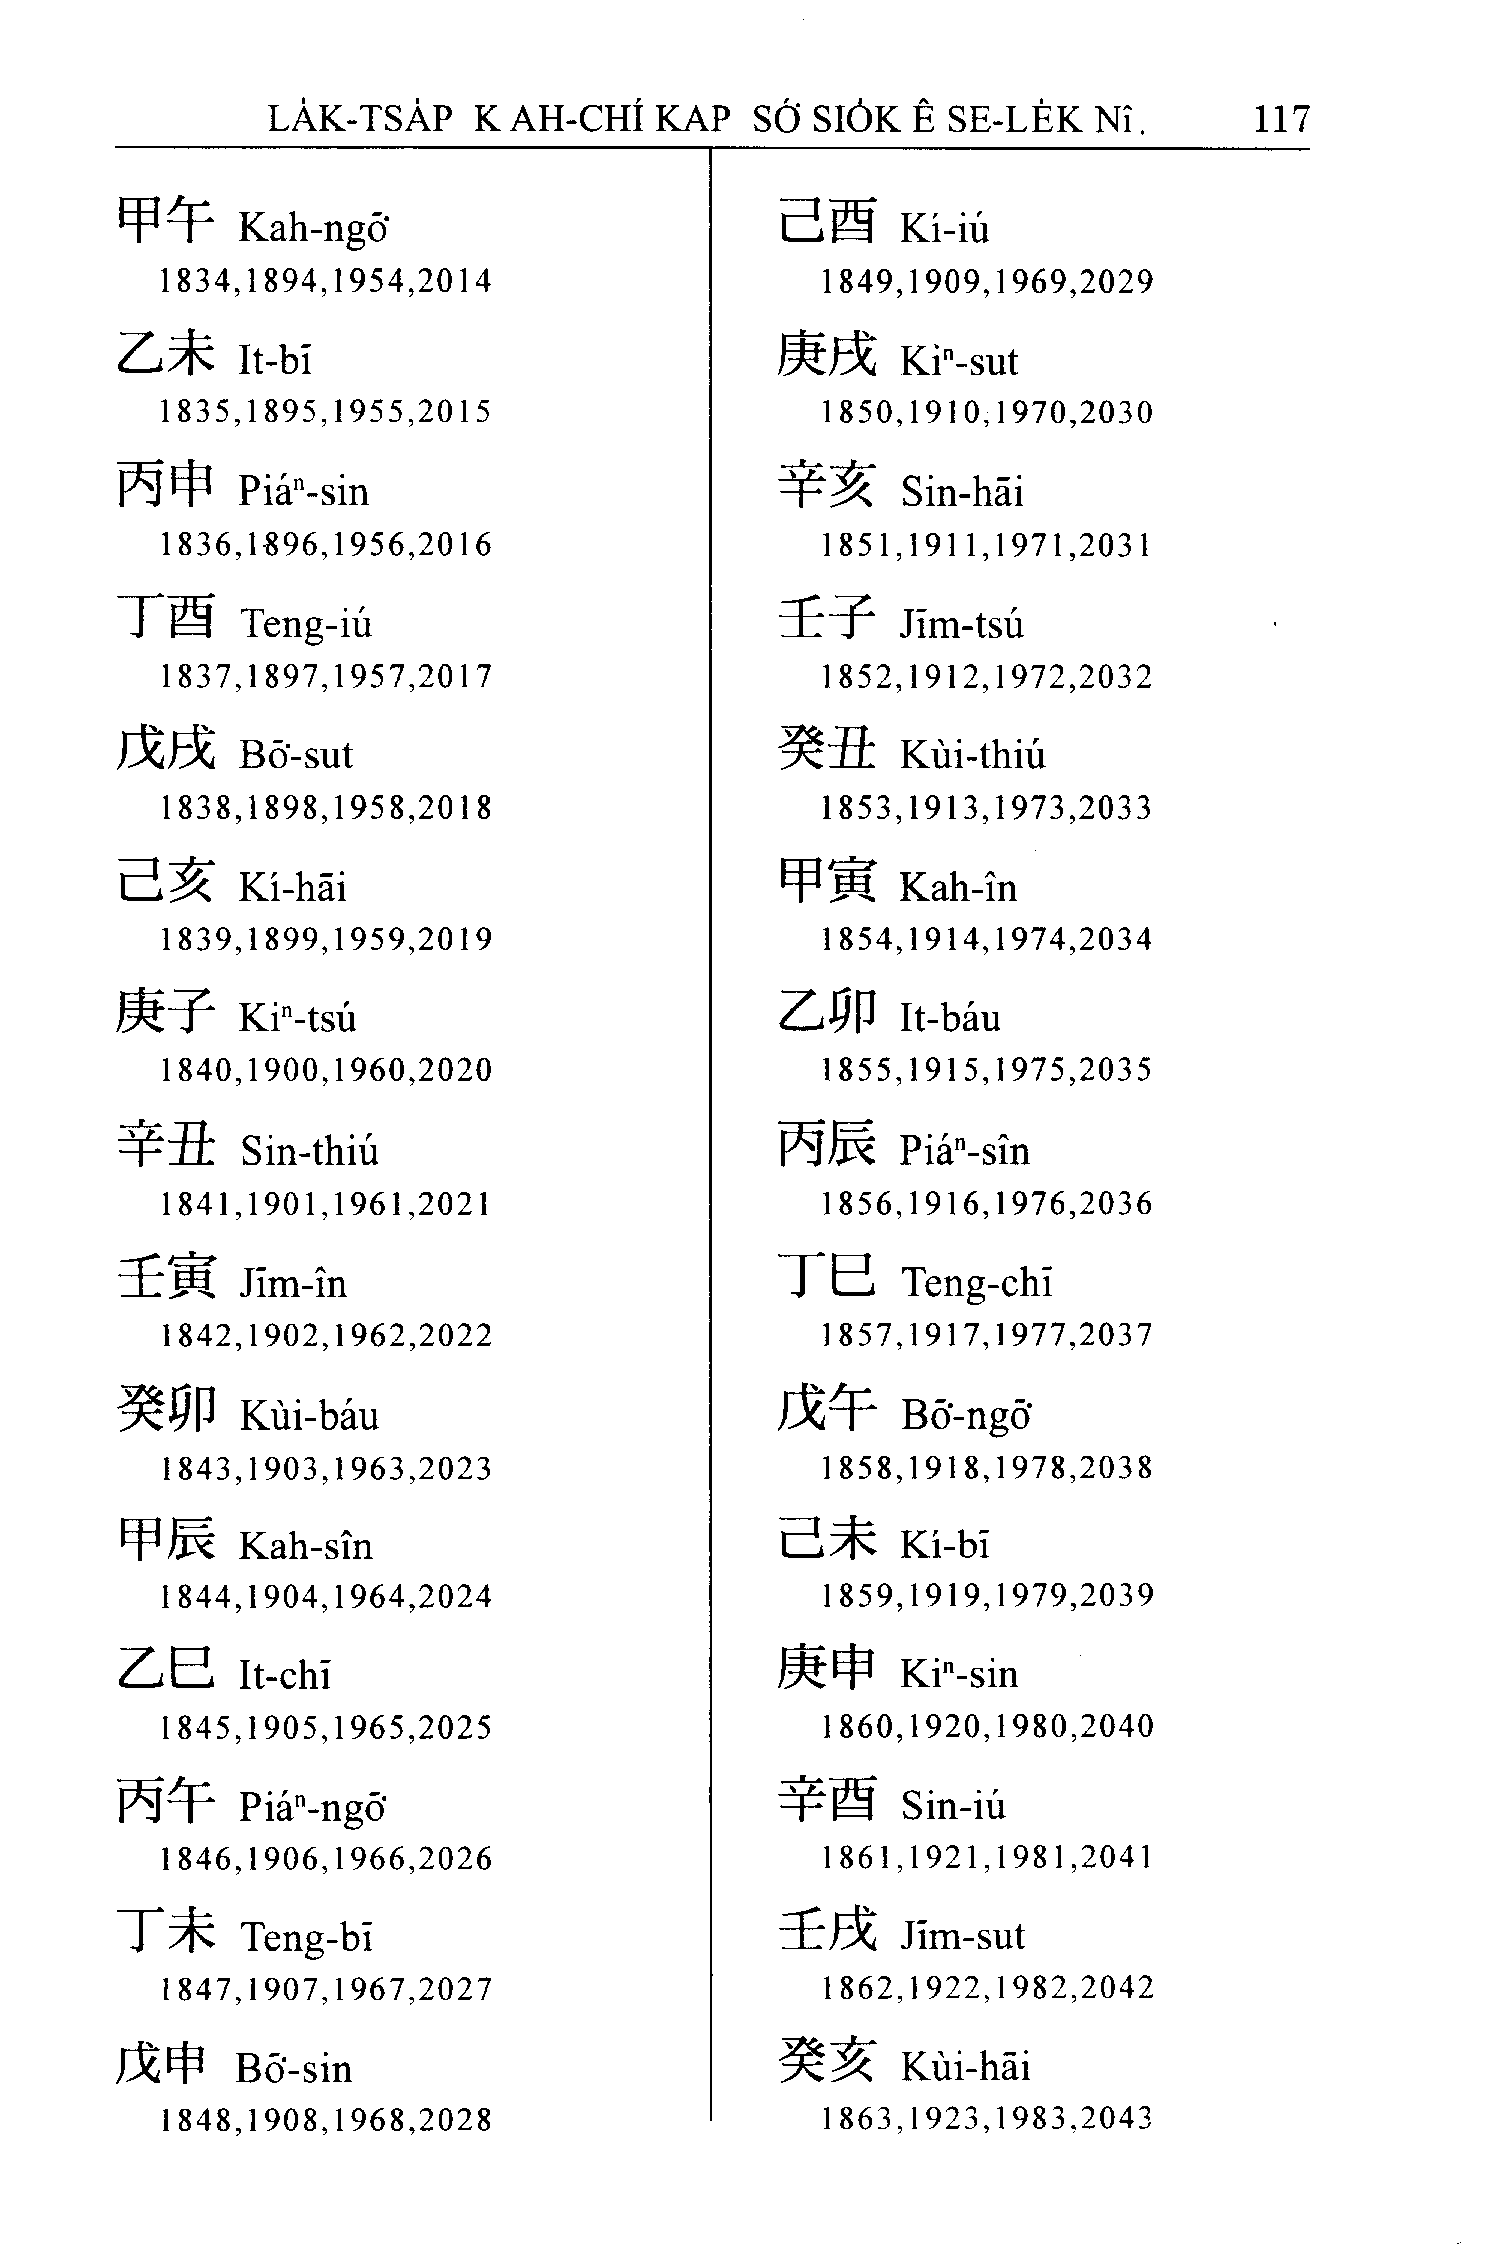 LA̍K-TSA̍P K AH-CHÍ KAP SÓ͘ SIO̍K Ê SE-LE̍K Nî. 117
甲午 Kah-ngō͘
1834,1894,1954,2014
乙未 It-bī
1835,1895,1955,2015
丙申 Piáⁿ-sin
1836,1896,1956,2016
丁酉 Teng-iú
1837,1897,1957,2017
戊戌 Bō͘-sut
1838,1898,1958,2018
己亥 Kí-hāi
1839,1899,1959,2019
庚子 Kiⁿ-tsú
1840,1900,1960,2020
辛丑 Sin-thiú
1841,1901,1961,2021
壬寅 Jīm-în
1842,1902,1962,2022
癸卯 Kùi-báu
1843,1903,1963,2023
甲辰 Kah-sîn
1844,1904,1964,2024
乙巳 It-chī
1845,1905,1965,2025
丙午 Piáⁿ-ngō͘
1846,1906,1966,2026
丁未 Teng-bī
1847,1907,1967,2027
戊申 Bō͘-sin
1848,1908,1968,2028
己酉 Kí-iú
1849,1909,1969,2029
庚戌 Kiⁿ-sut
1850,1910,1970,2030
辛亥 Sin-hāi
1851,1911,1971,2031
壬子 Jīm-tsú
1852,1912,1972,2032
癸丑 Kùi-thiú
1853,1913,1973,2033
甲寅 Kah-în
1854,1914,1974,2034
乙卯 It-báu
1855,1915,1975,2035
丙辰 Piáⁿ-sîn
1856,1916,1976,2036
丁巳 Teng-chī
1857,1917,1977,2037
戊午 Bō͘-ngō͘
1858,1918,1978,2038
己未 Kí-bī
1859,1919,1979,2039
庚申 Kiⁿ-sin
1860,1920,1980,2040
辛酉 Sin-iú
1861,1921,1981,2041
壬戌 Jīm-sut
1862,1922,1982,2042
癸亥 Kùi-hāi
1863,1923,1983,2043